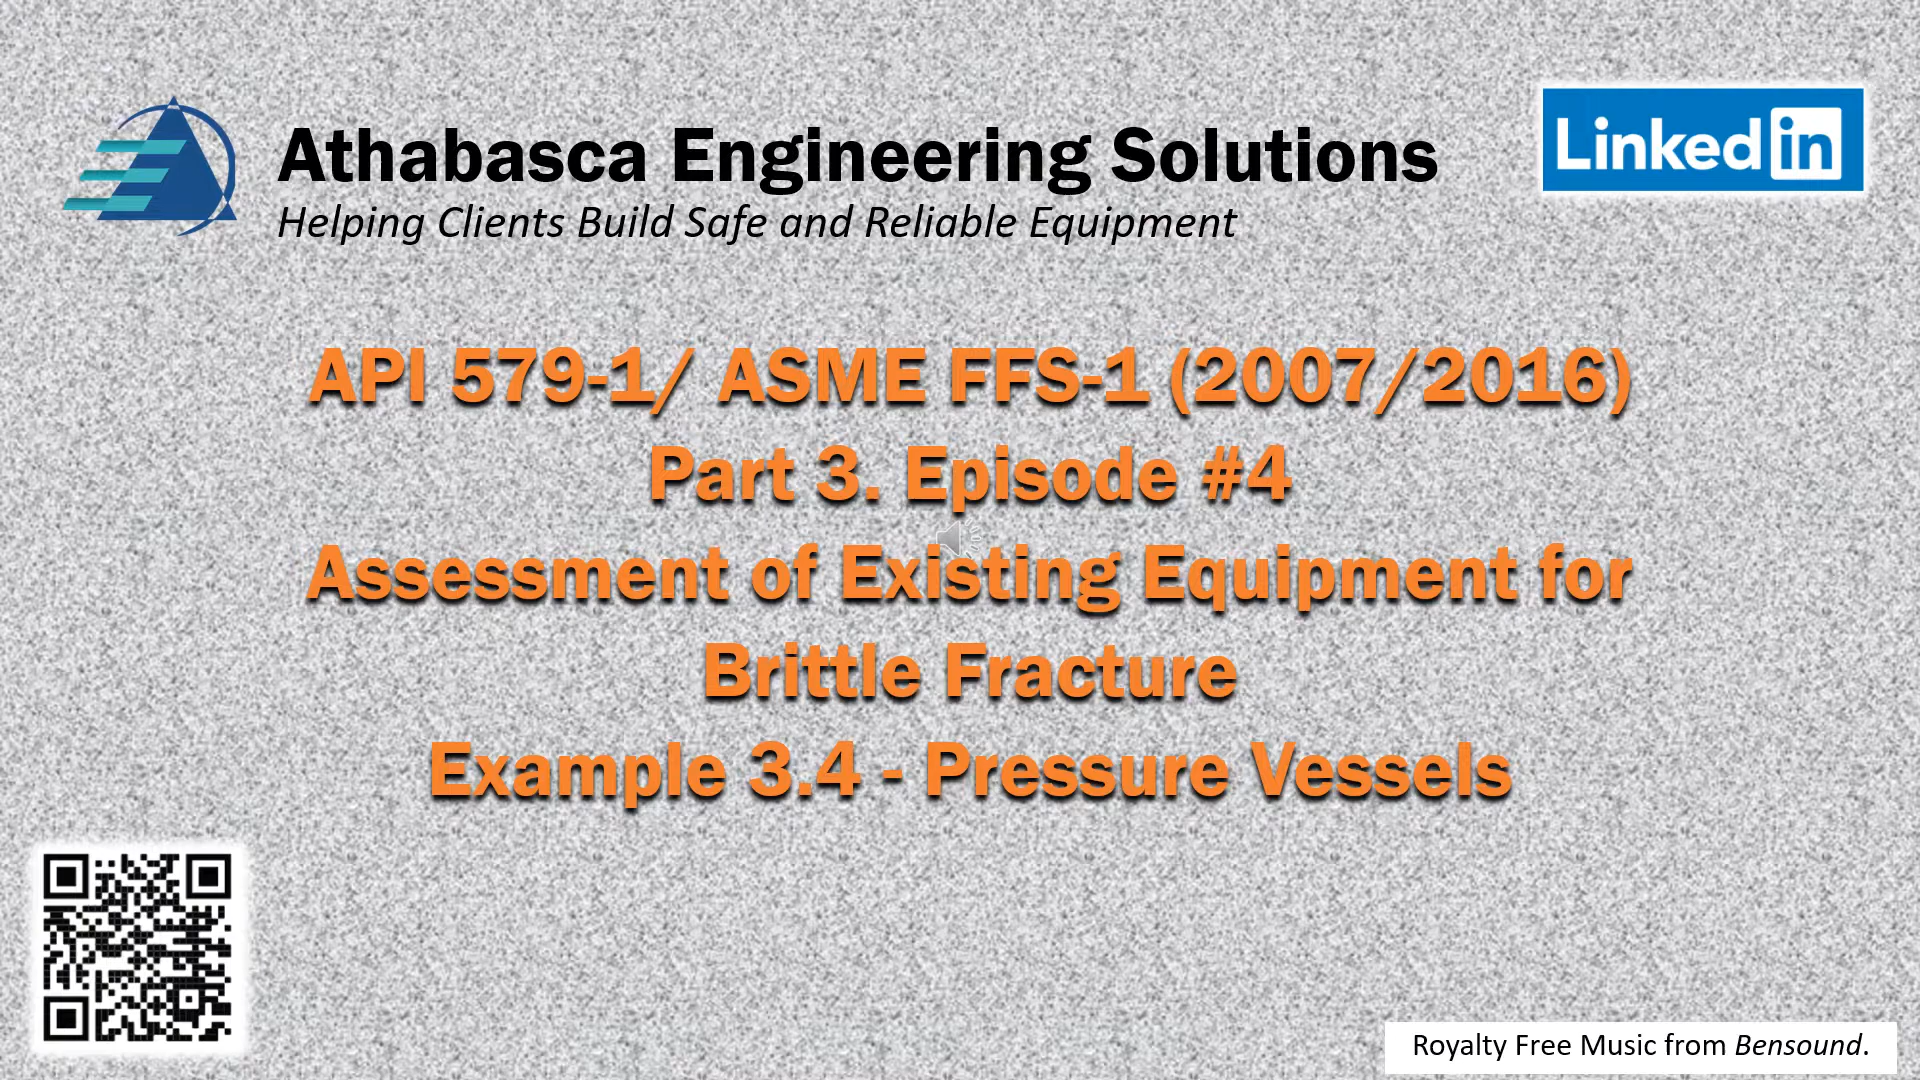 Athabasca Engineering Solutions
Helping Clients Build Safe and Reliable Equipment
Linked in
API 579-1/ ASME FFS-1 (2007/2016)
Part 3. Episode #4
Assessment of Existing Equipment for
Brittle Fracture
Example 3.4 - Pressure Vessels
Royalty Free Music from Bensound.